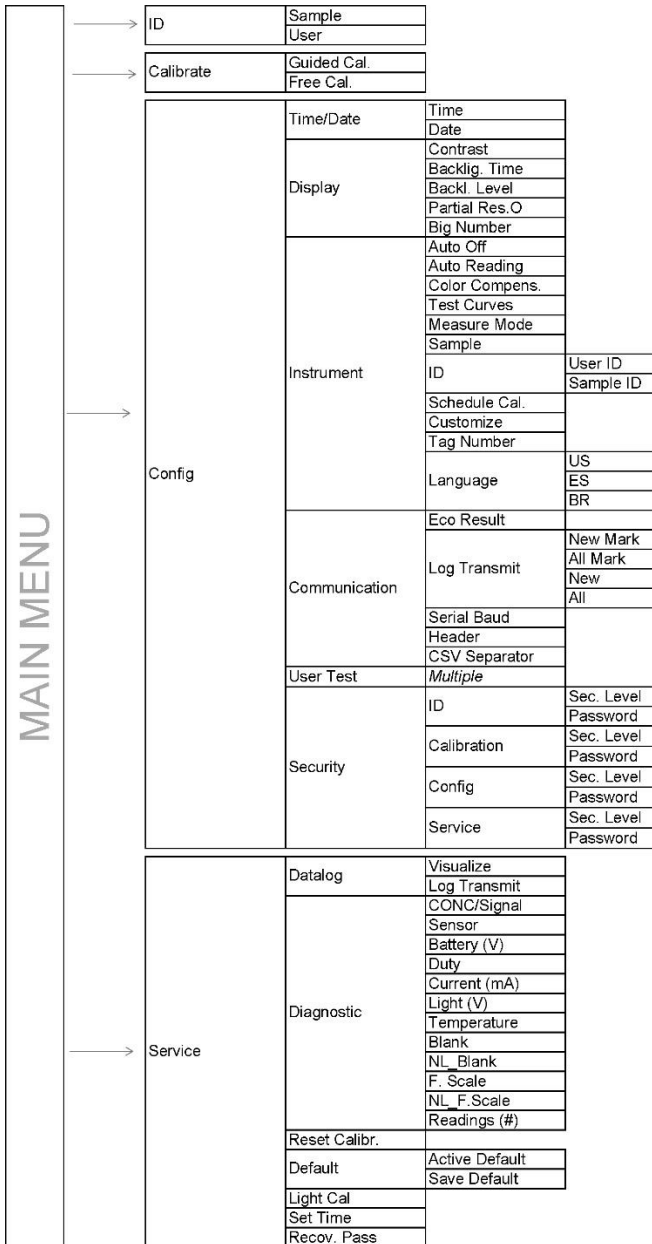 MAIN MENU
ID
Sample
User
Calibrate
Guided Cal.
Free Cal.
Config
Time/Date
Time
Date
Display
Contrast
Backlig. Time
Backl. Level
Partial Res.O
Big Number
Instrument
Auto Off
Auto Reading
Color Compens.
Test Curves
Measure Mode
Sample
ID
User ID
Sample ID
Schedule Cal.
Customize
Tag Number
Language
US
ES
BR
Communication
Eco Result
Log Transmit
New Mark
All Mark
New
All
Serial Baud
Header
CSV Separator
User Test
Multiple
Security
ID
Sec. Level
Password
Calibration
Sec. Level
Password
Config
Sec. Level
Password
Service
Sec. Level
Password
Service
Datalog
Visualize
Log Transmit
Diagnostic
CONC/Signal
Sensor
Battery (V)
Duty
Current (mA)
Light (V)
Temperature
Blank
NL_Blank
F. Scale
NL_F.Scale
Readings (#)
Reset Calibr.
Default
Active Default
Save Default
Light Cal
Set Time
Recov. Pass